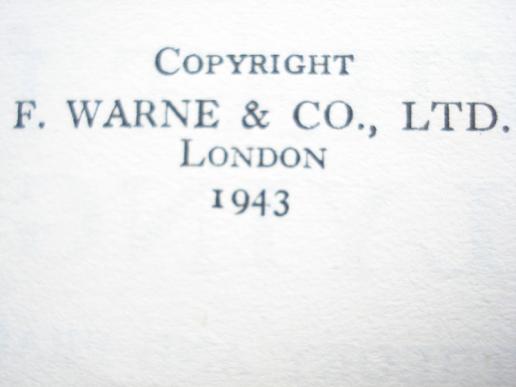 COPYRIGHT
F. WARNE & CO., LTD.
LONDON
1943